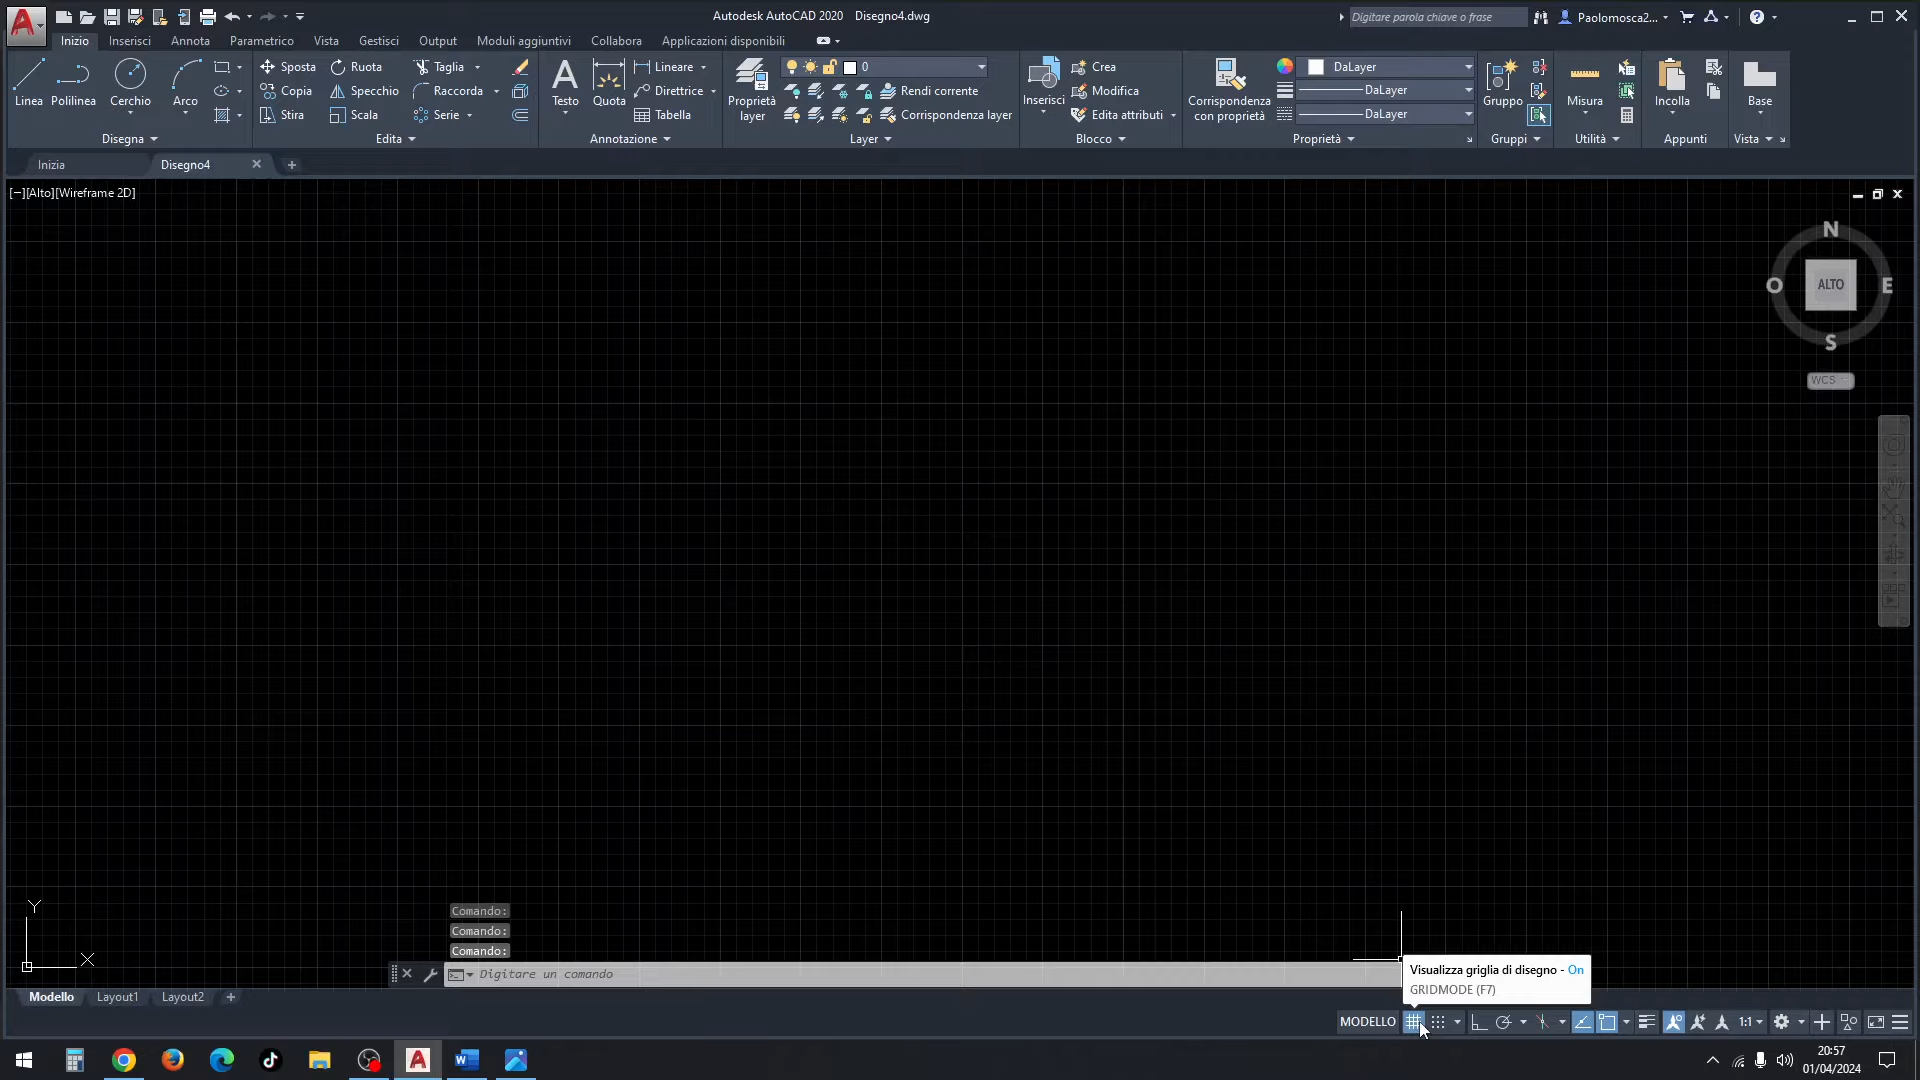 Autodesk AutoCAD 2020 Disegno4.dwg
Digitare parola chiave o frase
Paolomosca2...
Inizio Inserisci Annota Parametrico Vista Gestisci Output Moduli aggiuntivi Collabora Applicazioni disponibili
Linea Polilinea Cerchio Arco
Sposta Ruota Taglia
Copia Specchio Raccorda
Stira Scala Serie
Testo Quota
Lineare
Direttrice
Tabella
Proprietà
layer
0
Rendi corrente
Corrispondenza layer
Inserisci
Crea
Modifica
Edita attributi
Corrispondenza
con proprietà
DaLayer
DaLayer
DaLayer
Gruppo
Misura
Incolla
Base
Disegna Edita Annotazione Layer Blocco Proprietà Gruppi Utilità Appunti Vista
Inizia Disegno4
[−][Alto][Wireframe 2D]
N
O ALTO E
S
WCS
Y
X
Comando:
Comando:
Comando:
Digitare un comando
Visualizza griglia di disegno - On
GRIDMODE (F7)
Modello Layout1 Layout2
MODELLO
1:1
20:57
01/04/2024